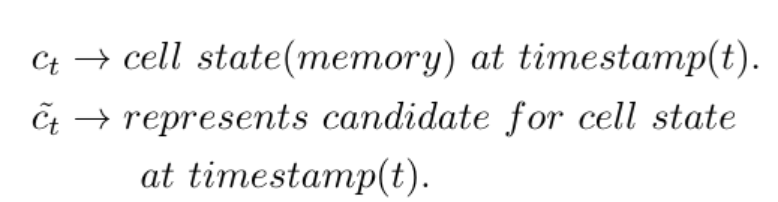 c_t → cell state(memory) at timestamp(t).
c̃_t → represents candidate for cell state
at timestamp(t).